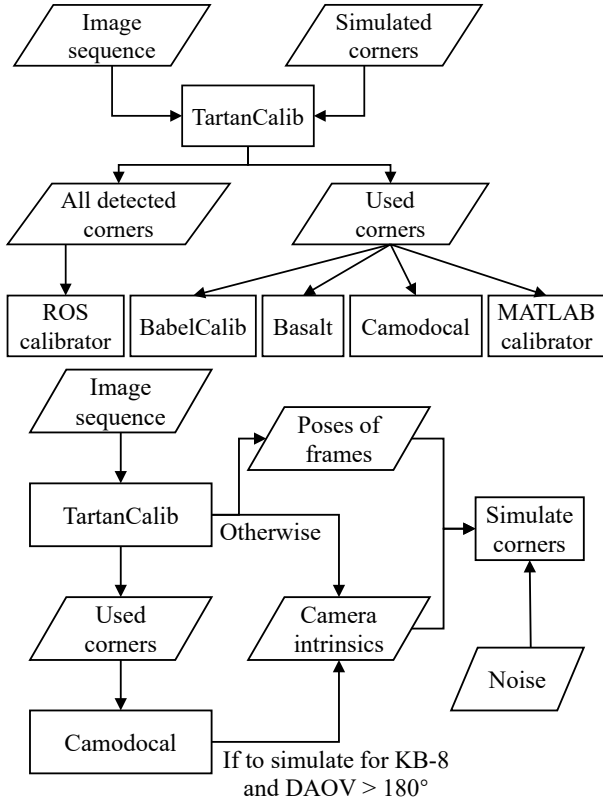 Image
sequence
Simulated
corners
TartanCalib
All detected
corners
Used
corners
ROS
calibrator
BabelCalib
Basalt
Camodocal
MATLAB
calibrator
Image
sequence
Poses of
frames
TartanCalib
Otherwise
Simulate
corners
Used
corners
Camera
intrinsics
Noise
Camodocal
If to simulate for KB-8
and DAOV > 180°